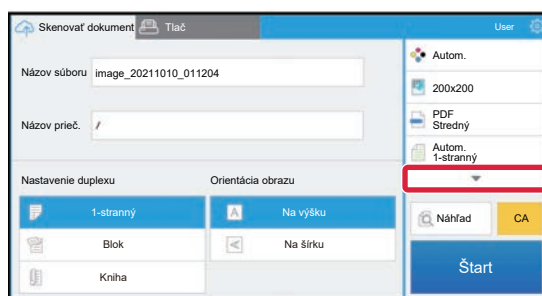 Skenovať dokument
Tlač
User
Názov súboru
image_20211010_011204
Názov prieč.
/
Nastavenie duplexu
Orientácia obrazu
1-stranný
Na výšku
Blok
Na šírku
Kniha
Autom.
200x200
PDF
Stredný
Autom.
1-stranný
Náhľad
CA
Štart